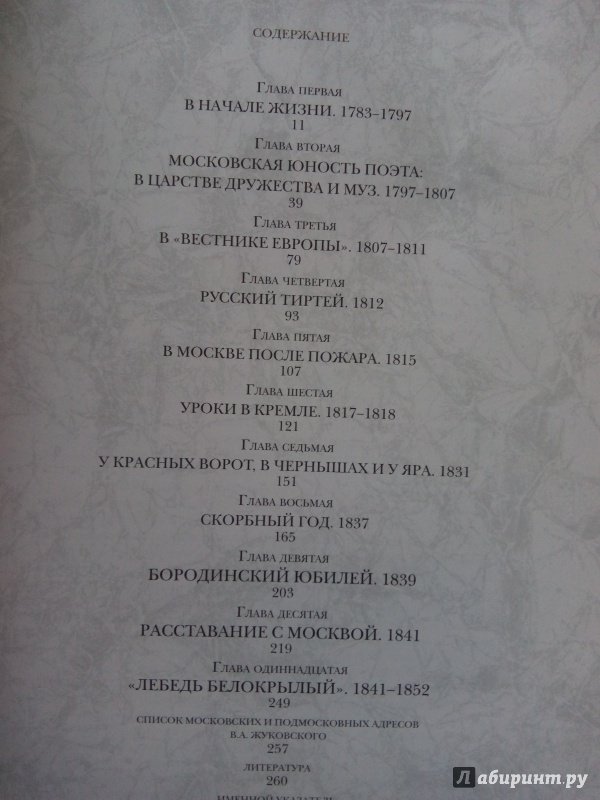 СОДЕРЖАНИЕ
Глава первая
В НАЧАЛЕ ЖИЗНИ. 1783–1797
11
Глава вторая
МОСКОВСКАЯ ЮНОСТЬ ПОЭТА:
В ЦАРСТВЕ ДРУЖЕСТВА И МУЗ. 1797–1807
39
Глава третья
В «ВЕСТНИКЕ ЕВРОПЫ». 1807–1811
79
Глава четвертая
РУССКИЙ ТИРТЕЙ. 1812
93
Глава пятая
В МОСКВЕ ПОСЛЕ ПОЖАРА. 1815
107
Глава шестая
УРОКИ В КРЕМЛЕ. 1817–1818
121
Глава седьмая
У КРАСНЫХ ВОРОТ, В ЧЕРНЫШАХ И У ЯРА. 1831
151
Глава восьмая
СКОРБНЫЙ ГОД. 1837
165
Глава девятая
БОРОДИНСКИЙ ЮБИЛЕЙ. 1839
203
Глава десятая
РАССТАВАНИЕ С МОСКВОЙ. 1841
219
Глава одиннадцатая
«ЛЕБЕДЬ БЕЛОКРЫЛЫЙ». 1841–1852
249
СПИСОК МОСКОВСКИХ И ПОДМОСКОВНЫХ АДРЕСОВ
В.А. ЖУКОВСКОГО
257
ЛИТЕРАТУРА
260
ИМЕННОЙ УКАЗАТЕЛЬ
Лабиринт.ру